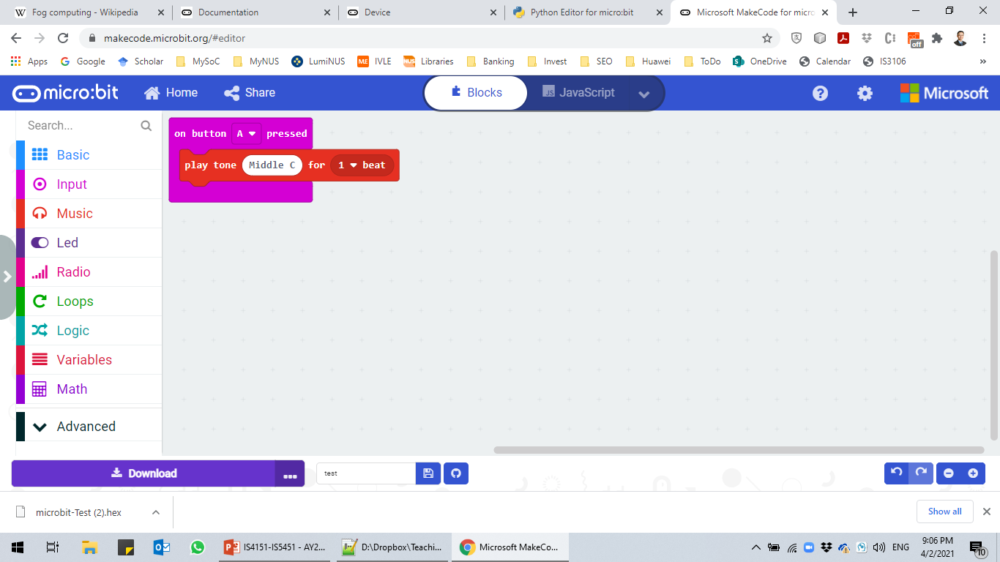 Fog computing - Wikipedia
Documentation
Device
Python Editor for micro:bit
Microsoft MakeCode for micro
makecode.microbit.org/#editor
off
Apps
Google
Scholar
MySoC
MyNUS
LumiNUS
ME
IVLE
NUS
Libraries
Banking
Invest
SEO
Huawei
ToDo
OneDrive
Calendar
IS3106
»
micro:bit
Home
Share
Blocks
JS
JavaScript
?
Microsoft
Search...
Basic
Input
Music
Led
Radio
Loops
Logic
Variables
Math
Advanced
on button A pressed
play tone Middle C for 1 beat
Download
...
test
microbit-Test (2).hex
Show all
IS4151-IS5451 - AY2...
D:\Dropbox\Teachi...
Microsoft MakeCo...
ENG
9:06 PM
4/2/2021
10